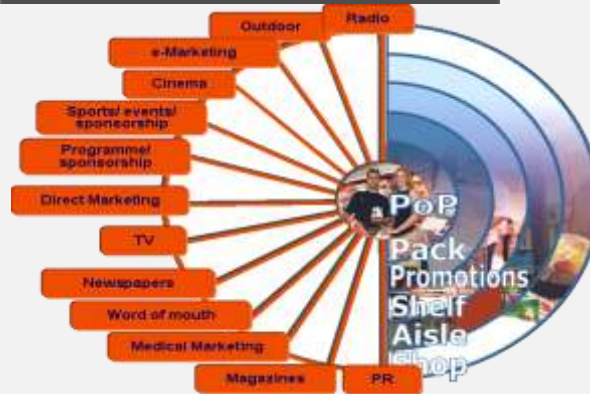 Radio
Outdoor
e-Marketing
Cinema
Sports/ events/
sponsorship
Programme/
sponsorship
Direct Marketing
TV
Newspapers
Word of mouth
Medical Marketing
Magazines
PR
PoP
Pack
Promotions
Shelf
Aisle
Shop